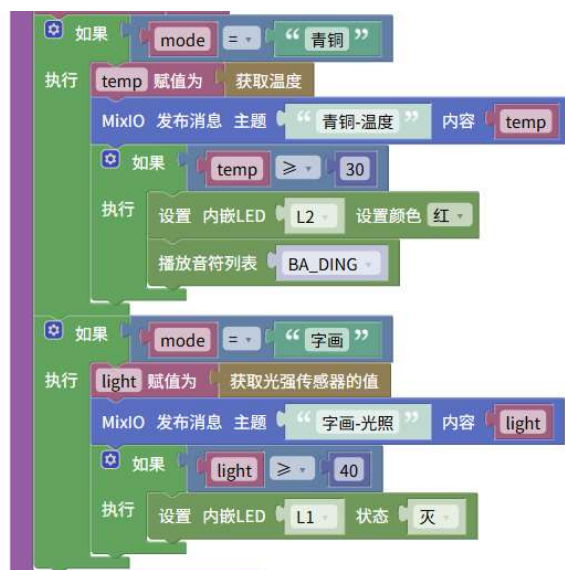 如果 mode = “ 青铜 ”
执行 temp 赋值为 获取温度
MixIO 发布消息 主题 “ 青铜-温度 ” 内容 temp
如果 temp ≥ 30
执行 设置 内嵌LED L2 设置颜色 红
播放音符列表 BA_DING
如果 mode = “ 字画 ”
执行 light 赋值为 获取光强传感器的值
MixIO 发布消息 主题 “ 字画-光照 ” 内容 light
如果 light ≥ 40
执行 设置 内嵌LED L1 状态 灭